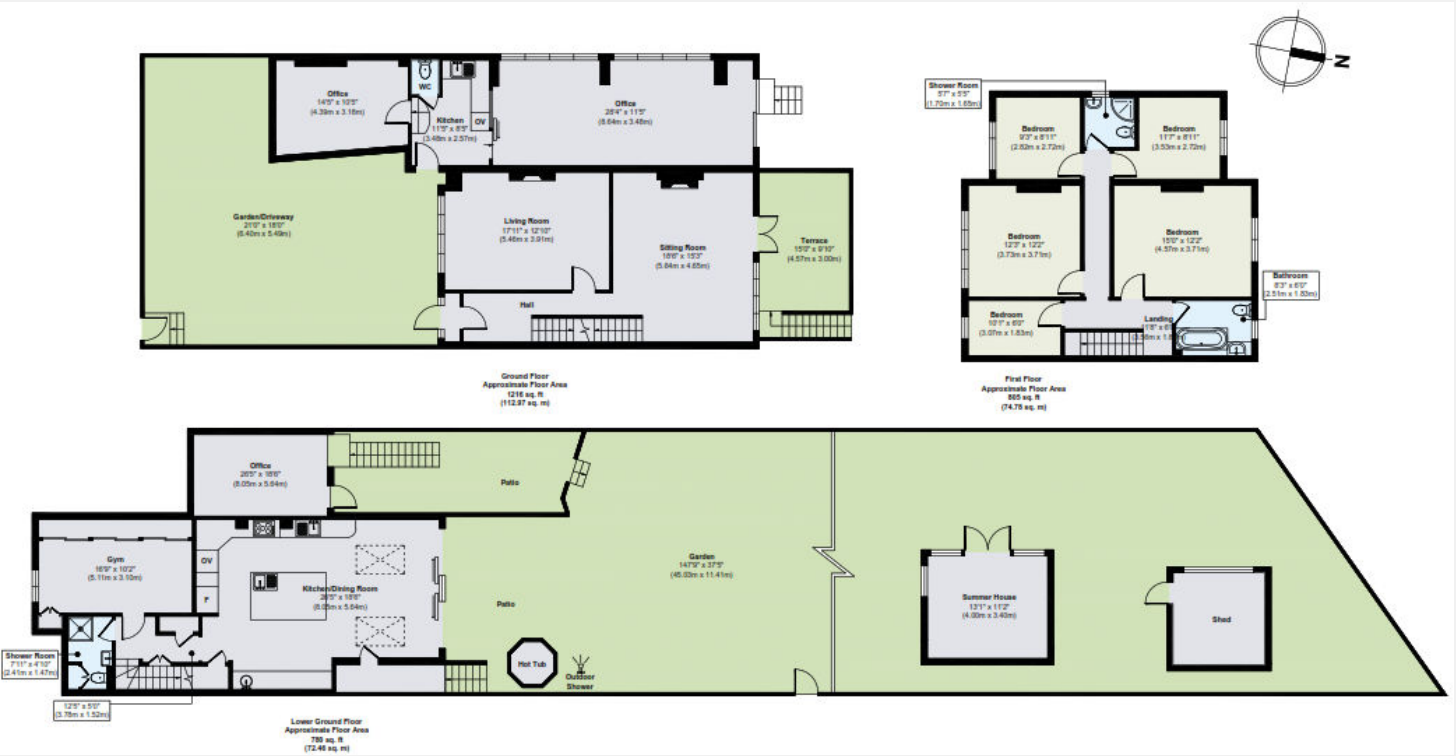 N
Office
14'5" x 10'5"
(4.39m x 3.18m)
WC
Kitchen
11'5" x 8'5"
(3.48m x 2.57m)
OV
Office
28'4" x 11'5"
(8.64m x 3.48m)
Garden/Driveway
21'0" x 18'0"
(6.40m x 5.49m)
Living Room
17'11" x 12'10"
(5.46m x 3.91m)
Sitting Room
18'6" x 15'3"
(5.64m x 4.65m)
Terrace
15'0" x 9'10"
(4.57m x 3.00m)
Hall
Ground Floor
Approximate Floor Area
1216 sq. ft
(112.97 sq. m)
Shower Room
5'7" x 5'5"
(1.70m x 1.65m)
Bedroom
9'3" x 8'11"
(2.82m x 2.72m)
Bedroom
11'7" x 8'11"
(3.53m x 2.72m)
Bedroom
12'3" x 12'2"
(3.73m x 3.71m)
Bedroom
15'0" x 12'2"
(4.57m x 3.71m)
Bathroom
8'3" x 6'0"
(2.51m x 1.83m)
Bedroom
10'1" x 6'0"
(3.07m x 1.83m)
Landing
First Floor
Approximate Floor Area
805 sq. ft
(74.78 sq. m)
Office
26'5" x 18'6"
(8.05m x 5.64m)
Patio
Gym
16'9" x 10'2"
(5.11m x 3.10m)
OV
F
Kitchen/Dining Room
26'5" x 18'6"
(8.05m x 5.64m)
Patio
Garden
147'9" x 37'5"
(45.03m x 11.41m)
Summer House
13'1" x 11'2"
(4.00m x 3.40m)
Shed
Shower Room
7'11" x 4'10"
(2.41m x 1.47m)
Hot Tub
Outdoor
Shower
12'5" x 5'0"
(3.78m x 1.52m)
Lower Ground Floor
Approximate Floor Area
780 sq. ft
(72.46 sq. m)